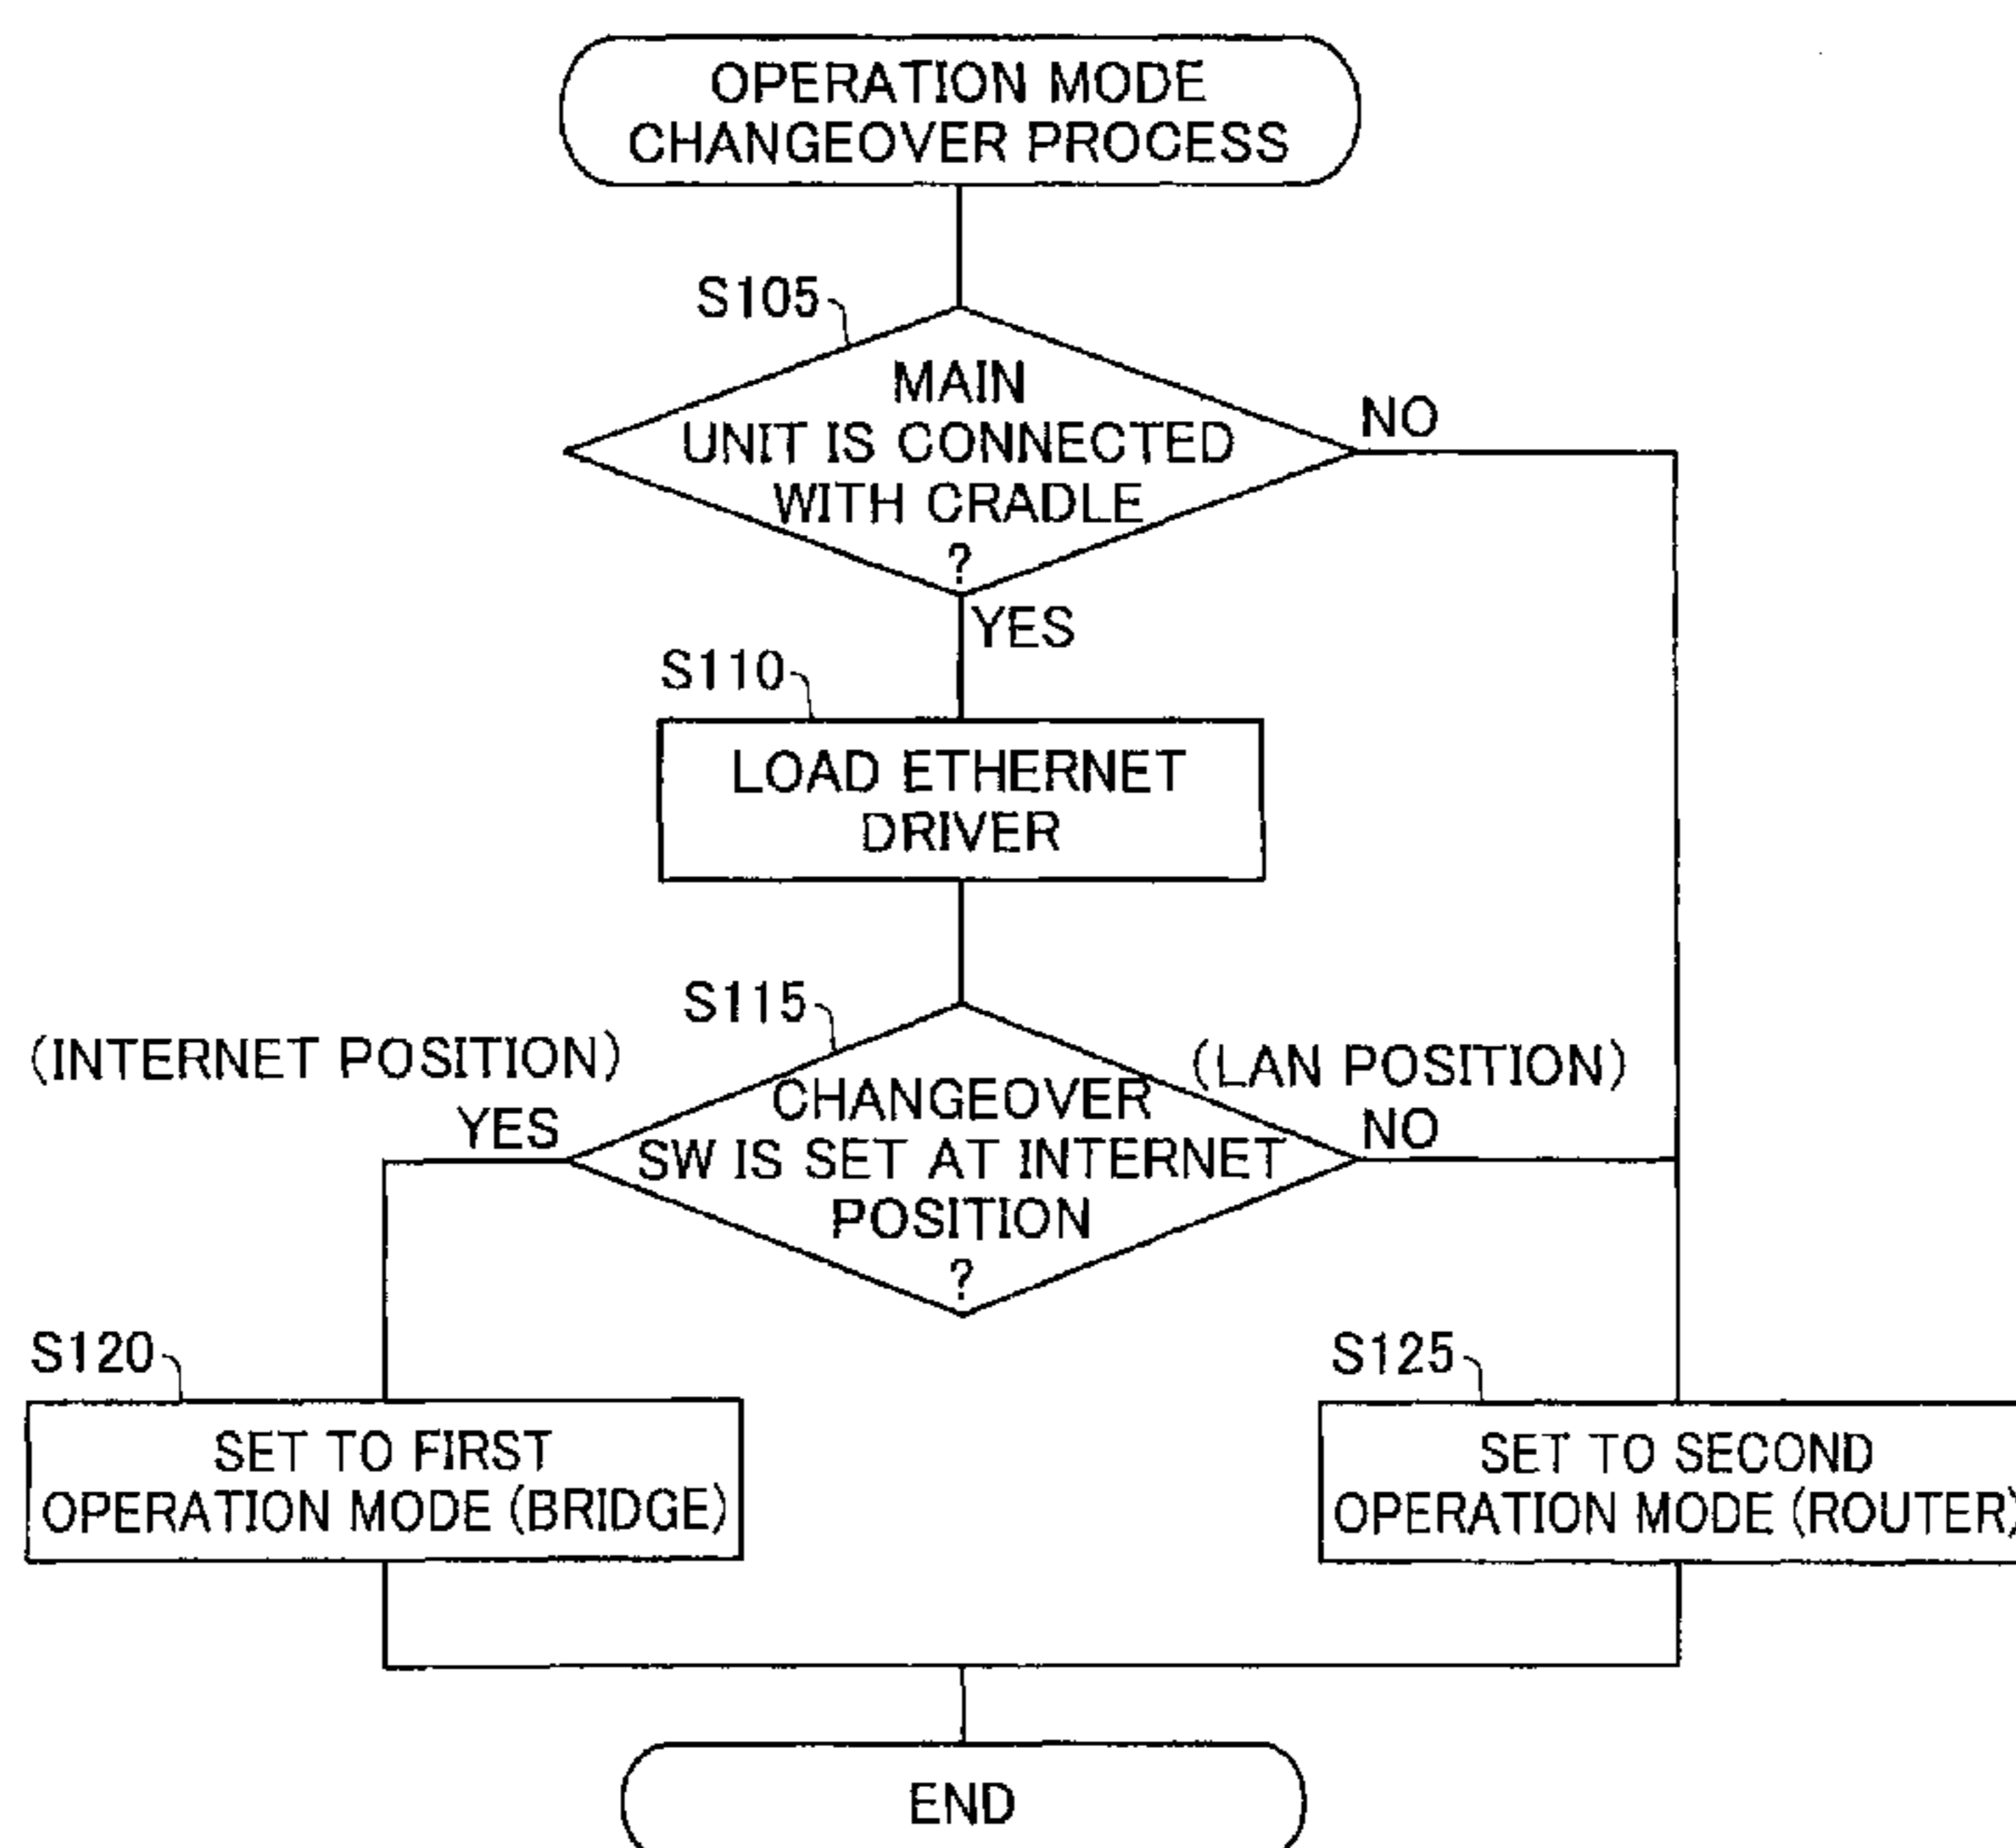 OPERATION MODE
CHANGEOVER PROCESS
S105
MAIN
UNIT IS CONNECTED
WITH CRADLE
?
NO
YES
S110
LOAD ETHERNET
DRIVER
S115
(INTERNET POSITION)
YES
CHANGEOVER
SW IS SET AT INTERNET
POSITION
?
(LAN POSITION)
NO
S120
SET TO FIRST
OPERATION MODE (BRIDGE)
S125
SET TO SECOND
OPERATION MODE (ROUTER)
END